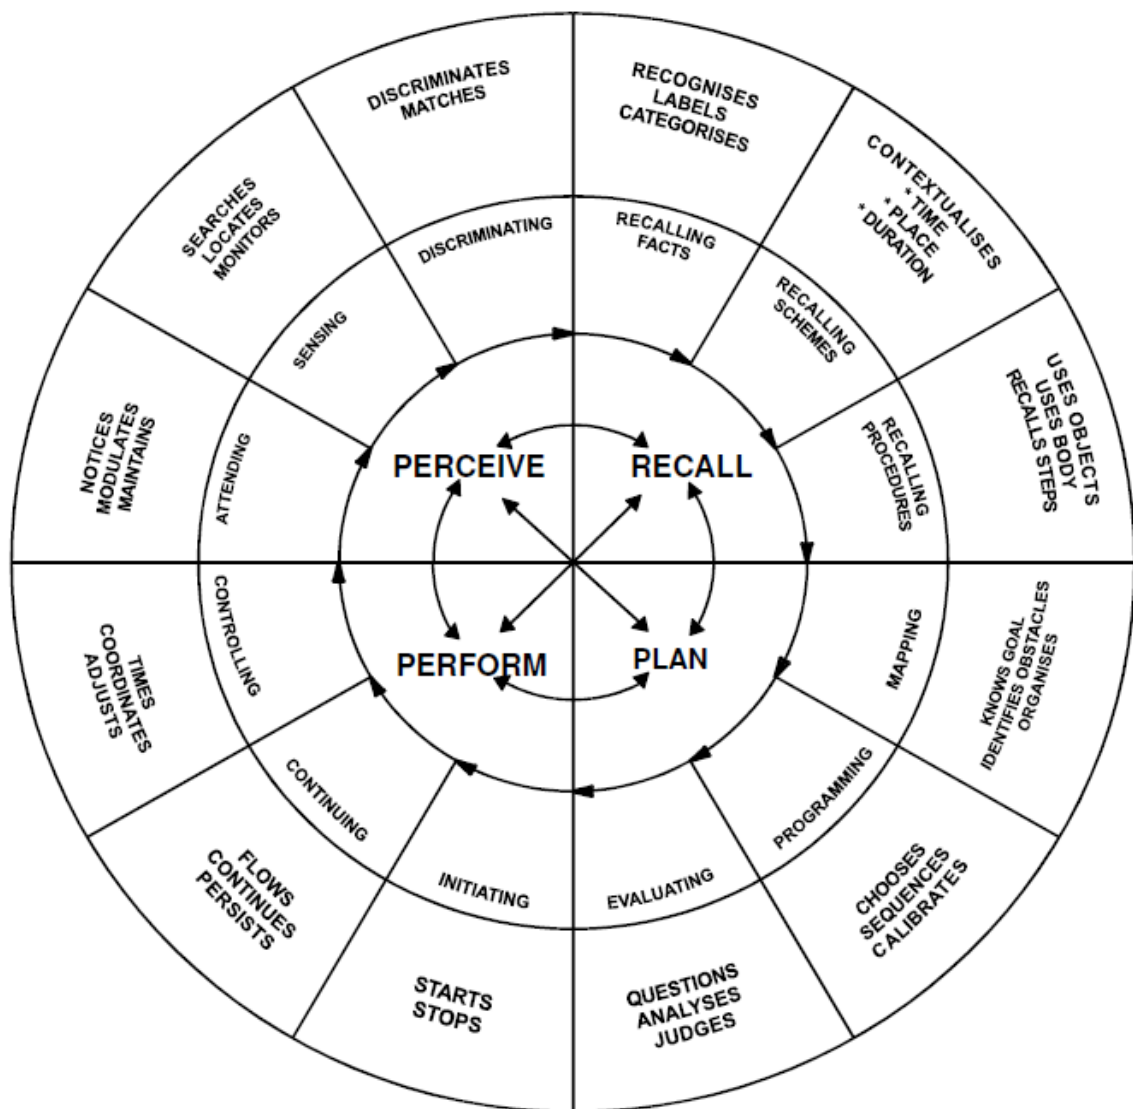 DISCRIMINATES
MATCHES
RECOGNISES
LABELS
CATEGORISES
CONTEXTUALISES
* TIME
* PLACE
* DURATION
USES OBJECTS
USES BODY
RECALLS STEPS
KNOWS GOAL
IDENTIFIES OBSTACLES
ORGANISES
CHOOSES
SEQUENCES
CALIBRATES
QUESTIONS
ANALYSES
JUDGES
STARTS
STOPS
FLOWS
CONTINUES
PERSISTS
TIMES
COORDINATES
ADJUSTS
NOTICES
MODULATES
MAINTAINS
SEARCHES
LOCATES
MONITORS
DISCRIMINATING
RECALLING
FACTS
RECALLING
SCHEMES
RECALLING
PROCEDURES
MAPPING
PROGRAMMING
EVALUATING
INITIATING
CONTINUING
CONTROLLING
ATTENDING
SENSING
PERCEIVE
RECALL
PERFORM
PLAN